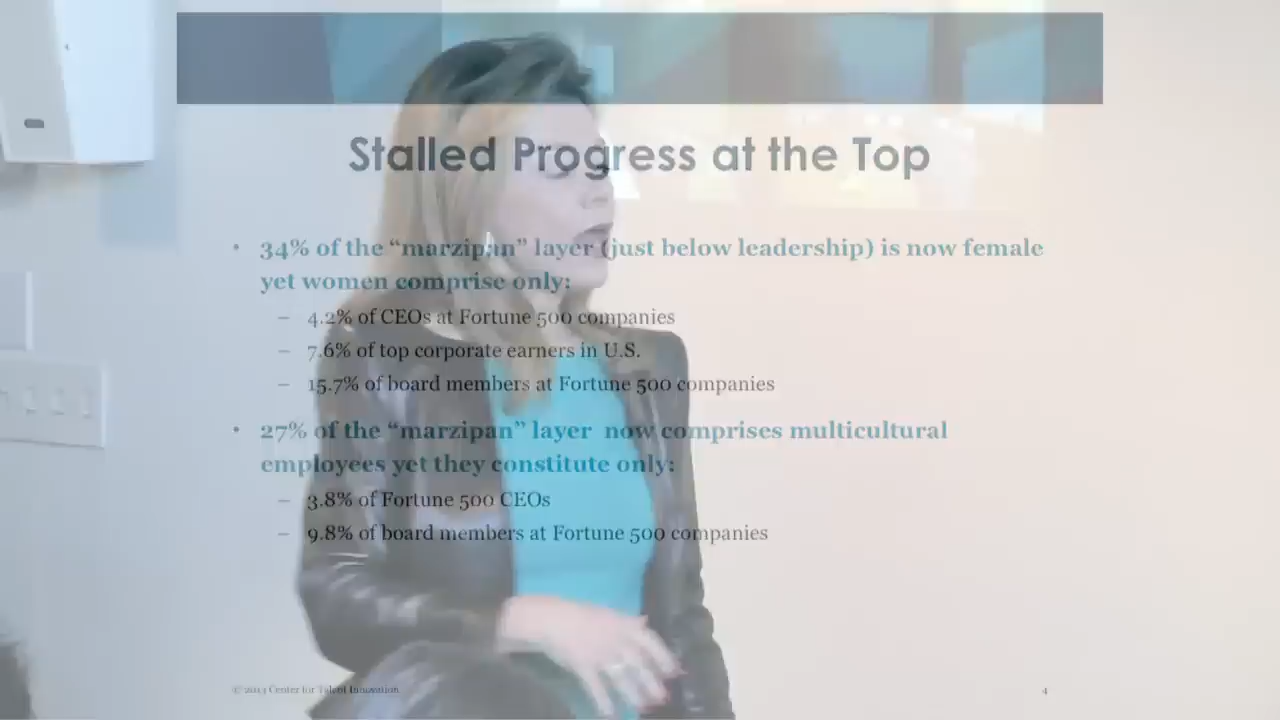 Stalled Progress at the Top
• 34% of the “marzipan” layer (just below leadership) is now female
yet women comprise only:
– 4.2% of CEOs at Fortune 500 companies
– 7.6% of top corporate earners in U.S.
– 15.7% of board members at Fortune 500 companies
• 27% of the “marzipan” layer now comprises multicultural
employees yet they constitute only:
– 3.8% of Fortune 500 CEOs
– 9.8% of board members at Fortune 500 companies
© 2013 Center for Talent Innovation
4